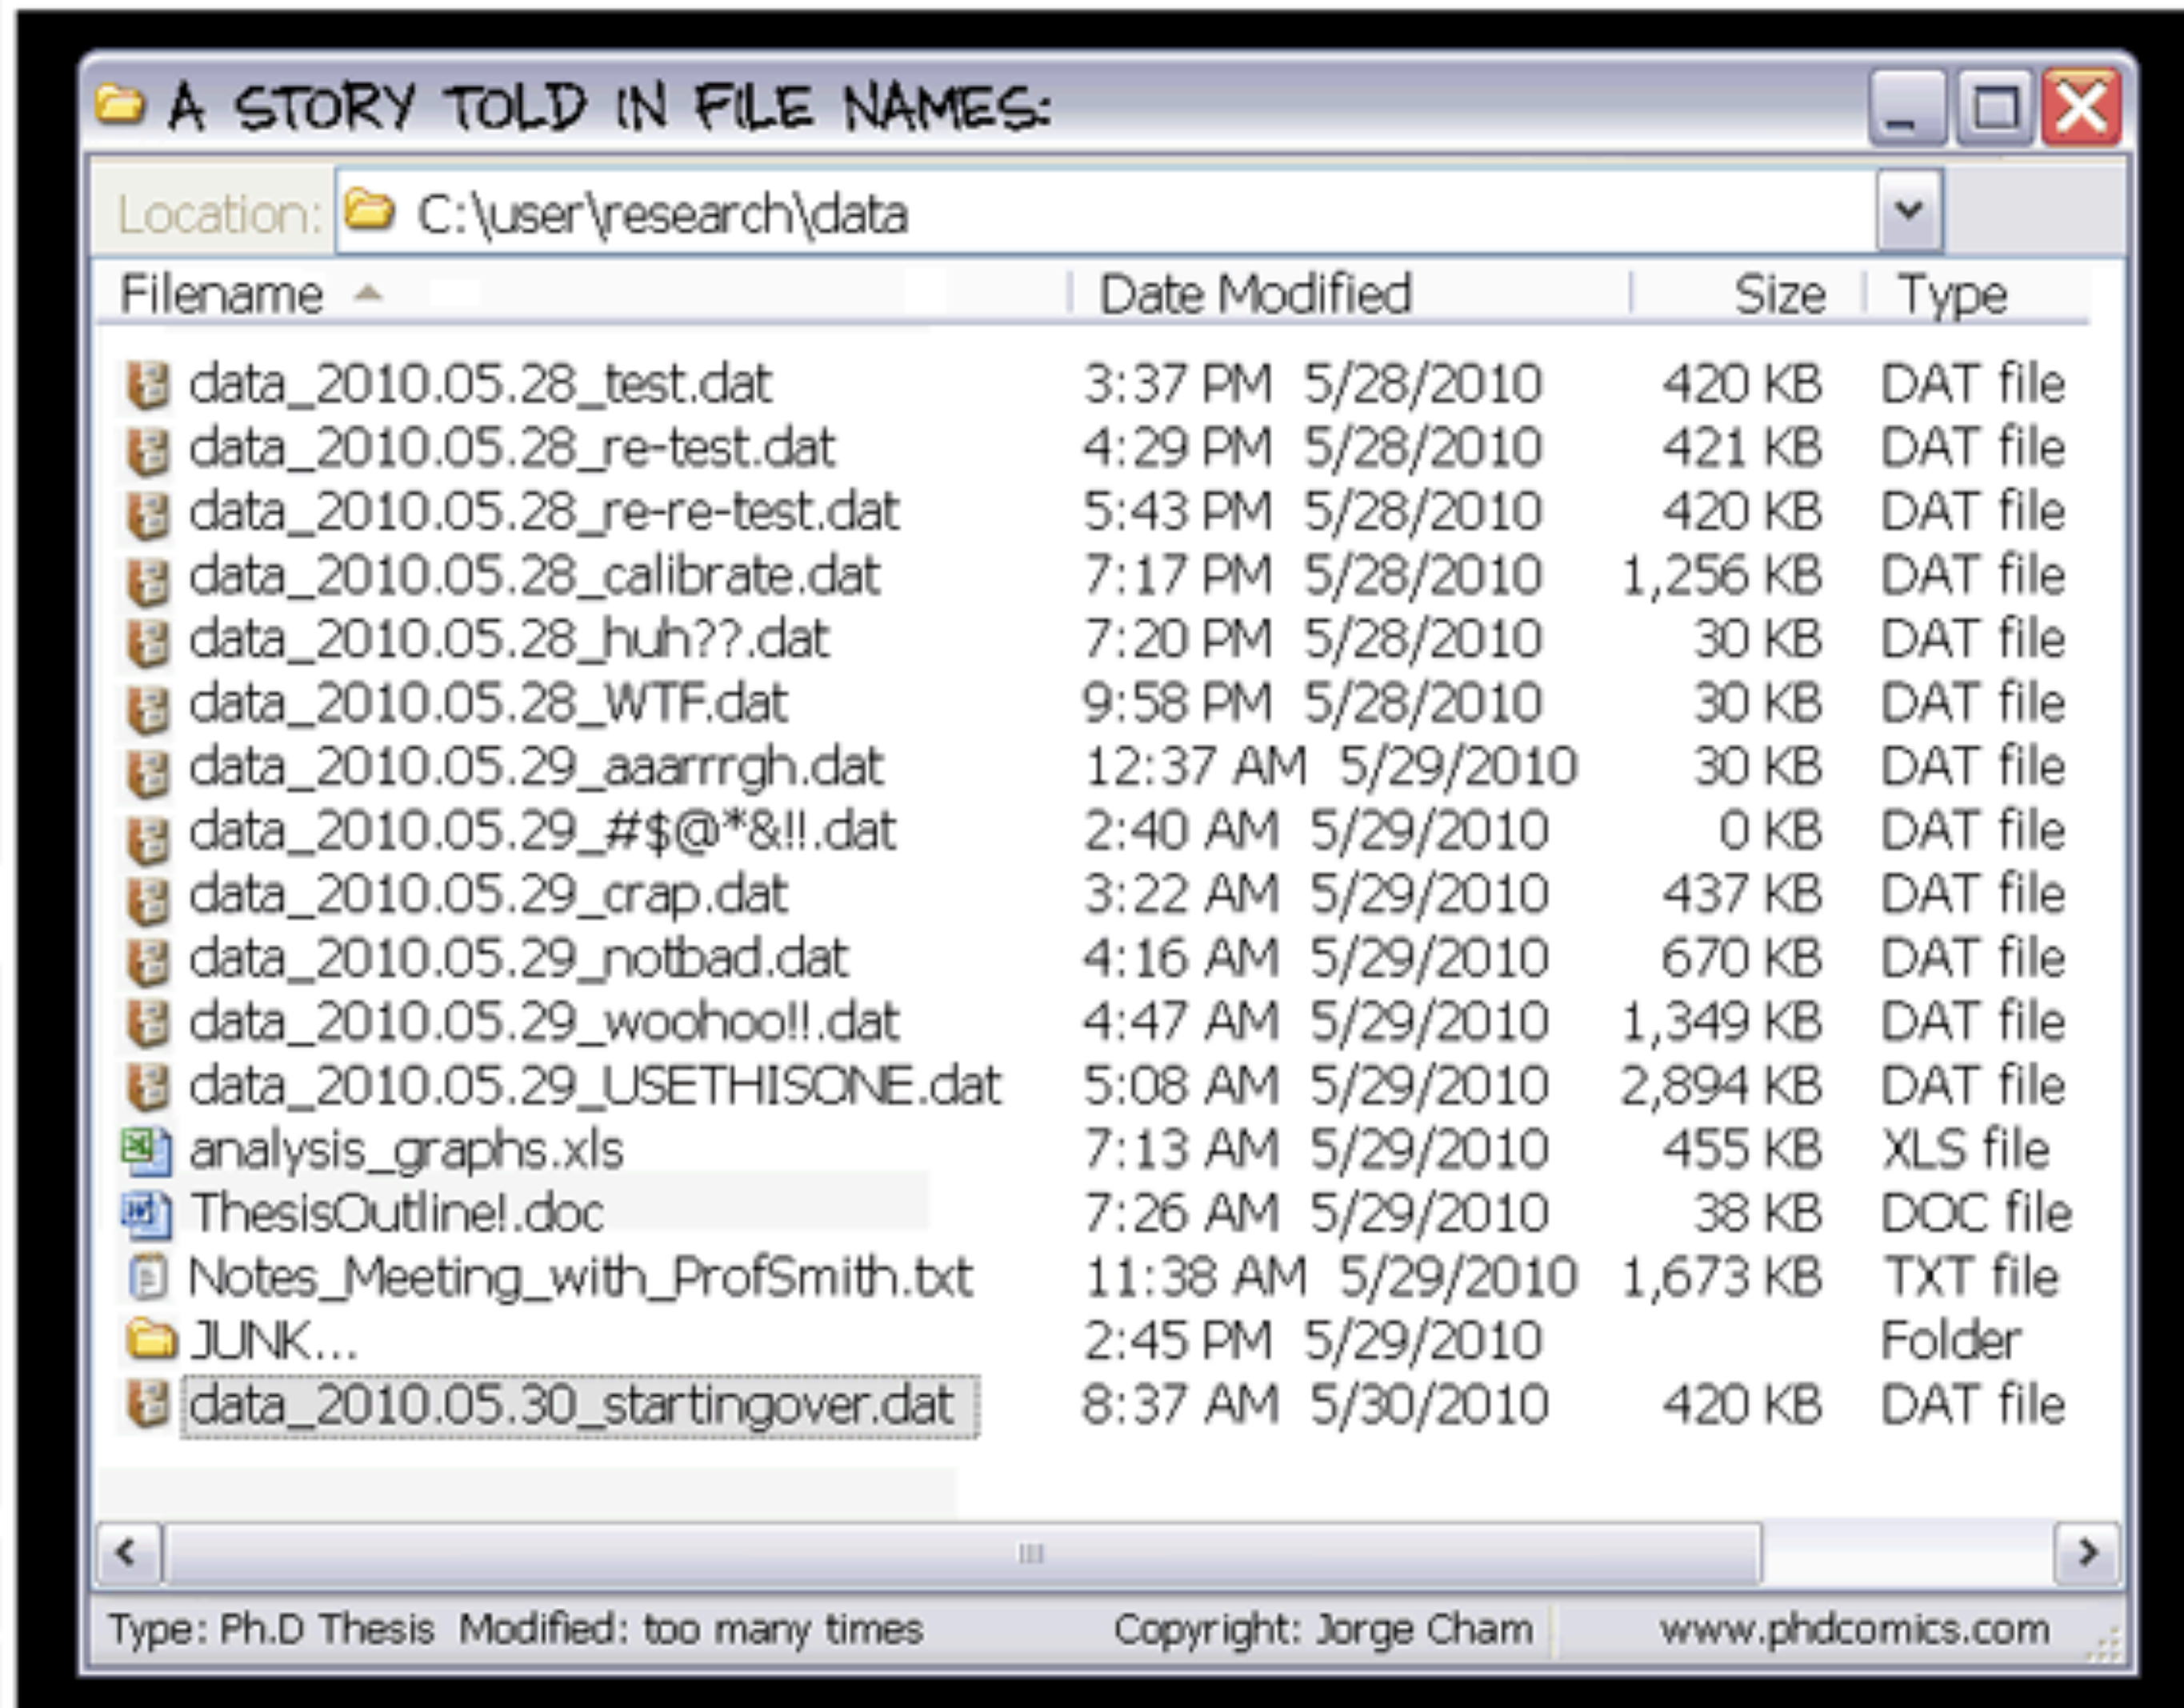 A STORY TOLD IN FILE NAMES:
Location: C:\user\research\data
Filename Date Modified Size Type
data_2010.05.28_test.dat 3:37 PM 5/28/2010 420 KB DAT file
data_2010.05.28_re-test.dat 4:29 PM 5/28/2010 421 KB DAT file
data_2010.05.28_re-re-test.dat 5:43 PM 5/28/2010 420 KB DAT file
data_2010.05.28_calibrate.dat 7:17 PM 5/28/2010 1,256 KB DAT file
data_2010.05.28_huh??.dat 7:20 PM 5/28/2010 30 KB DAT file
data_2010.05.28_WTF.dat 9:58 PM 5/28/2010 30 KB DAT file
data_2010.05.29_aaarrrgh.dat 12:37 AM 5/29/2010 30 KB DAT file
data_2010.05.29_#$@*&!!.dat 2:40 AM 5/29/2010 0 KB DAT file
data_2010.05.29_crap.dat 3:22 AM 5/29/2010 437 KB DAT file
data_2010.05.29_notbad.dat 4:16 AM 5/29/2010 670 KB DAT file
data_2010.05.29_woohoo!!.dat 4:47 AM 5/29/2010 1,349 KB DAT file
data_2010.05.29_USETHISONE.dat 5:08 AM 5/29/2010 2,894 KB DAT file
analysis_graphs.xls 7:13 AM 5/29/2010 455 KB XLS file
ThesisOutline!.doc 7:26 AM 5/29/2010 38 KB DOC file
Notes_Meeting_with_ProfSmith.txt 11:38 AM 5/29/2010 1,673 KB TXT file
JUNK... 2:45 PM 5/29/2010 Folder
data_2010.05.30_startingover.dat 8:37 AM 5/30/2010 420 KB DAT file
Type: Ph.D Thesis Modified: too many times Copyright: Jorge Cham www.phdcomics.com